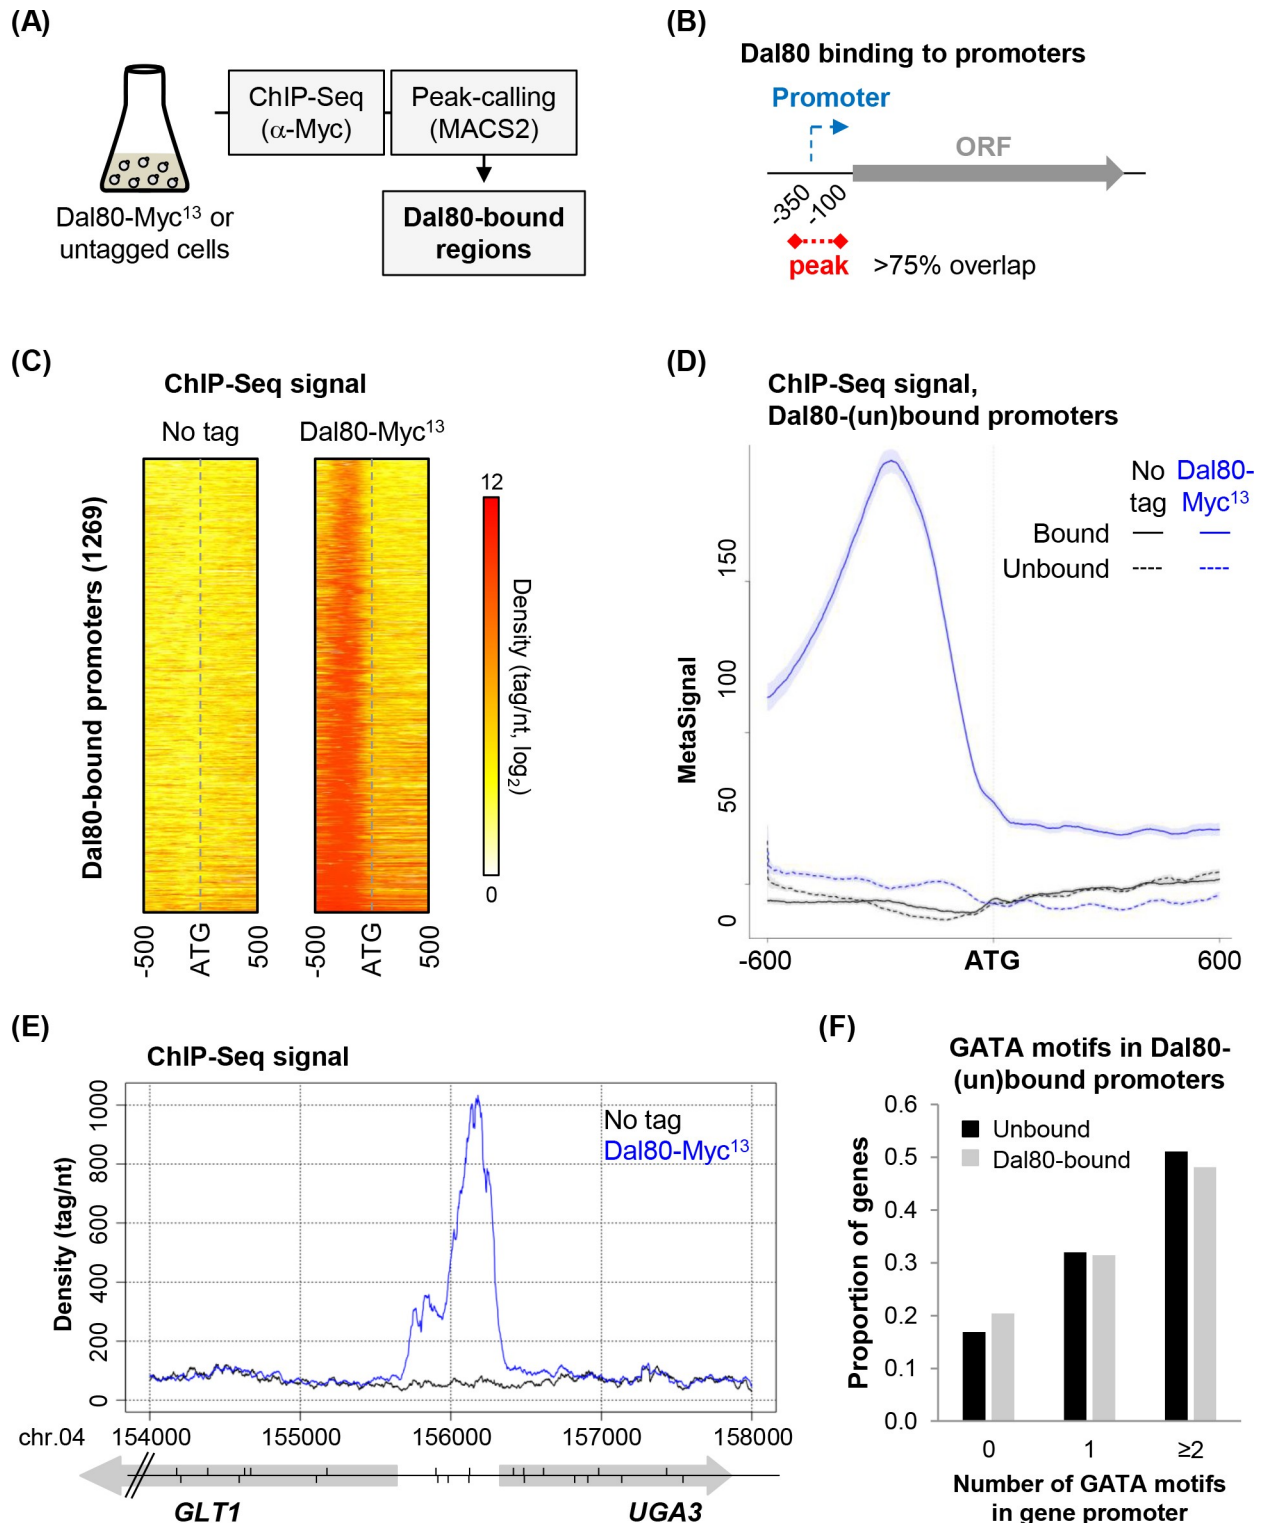 (A)
ChIP-Seq
(α-Myc)
Peak-calling
(MACS2)
Dal80-Myc¹³ or
untagged cells
Dal80-bound
regions
(B)
Dal80 binding to promoters
Promoter
ORF
-350
-100
peak
>75% overlap
(C)
ChIP-Seq signal
No tag
Dal80-Myc¹³
Dal80-bound promoters (1269)
12
Density (tag/nt, log₂)
0
-500
ATG
500
-500
ATG
500
(D)
ChIP-Seq signal,
Dal80-(un)bound promoters
No
tag
Dal80-
Myc¹³
Bound
Unbound
MetaSignal
150
100
50
0
-600
ATG
600
(E)
ChIP-Seq signal
No tag
Dal80-Myc¹³
Density (tag/nt)
1000
800
600
400
200
0
chr.04
154000
155000
156000
157000
158000
GLT1
UGA3
(F)
GATA motifs in Dal80-
(un)bound promoters
Unbound
Dal80-bound
Proportion of genes
0.6
0.5
0.4
0.3
0.2
0.1
0.0
0
1
≥2
Number of GATA motifs
in gene promoter